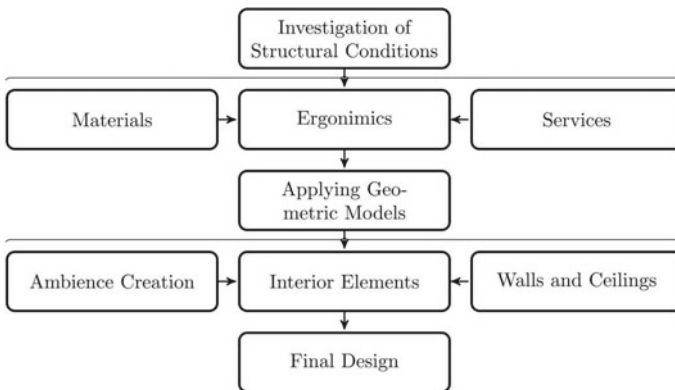 Investigation of
Structural Conditions
Materials
Ergonimics
Services
Applying Geo-
metric Models
Ambience Creation
Interior Elements
Walls and Ceilings
Final Design